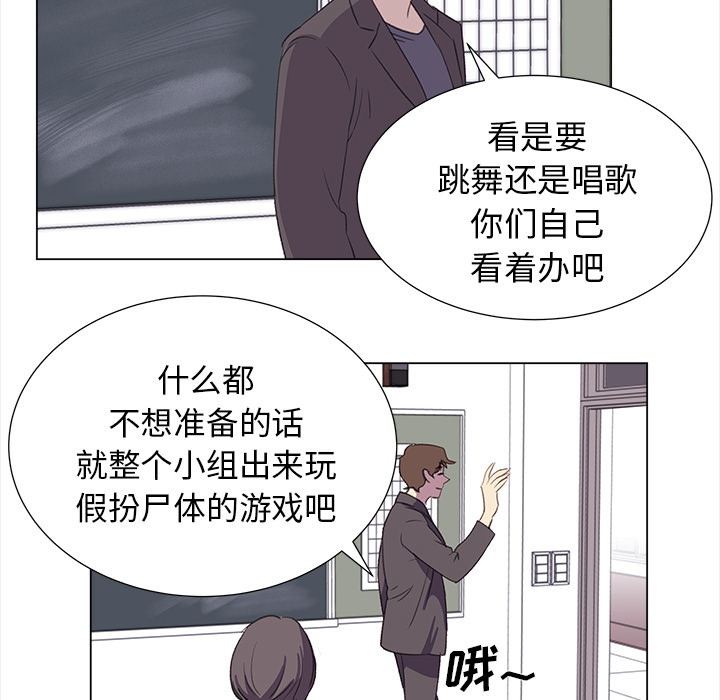 看是要
跳舞还是唱歌
你们自己
看着办吧
什么都
不想准备的话
就整个小组出来玩
假扮尸体的游戏吧
哦~